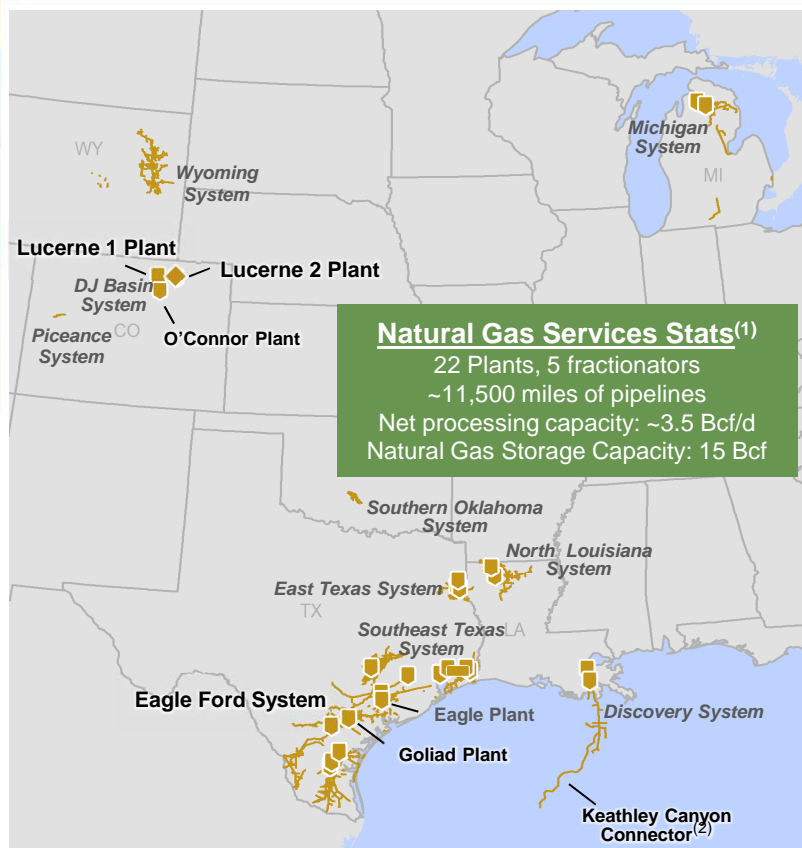 Michigan
System
MI
WY
Wyoming
System
Lucerne 1 Plant
Lucerne 2 Plant
DJ Basin
System
O'Connor Plant
Piceance
System
CO
Natural Gas Services Stats(1)
22 Plants, 5 fractionators
~11,500 miles of pipelines
Net processing capacity: ~3.5 Bcf/d
Natural Gas Storage Capacity: 15 Bcf
Southern Oklahoma
System
North Louisiana
System
East Texas System
TX
Southeast Texas
System
LA
Eagle Ford System
Eagle Plant
Discovery System
Goliad Plant
Keathley Canyon
Connector(2)